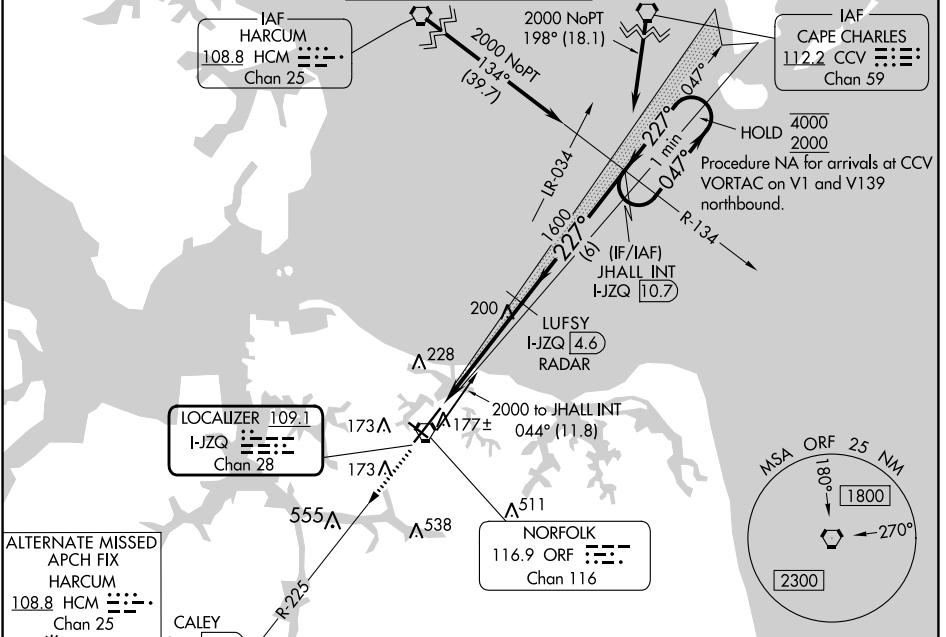 IAF
HARCUM
108.8 HCM
Chan 25
2000 NoPT
134°
(39.7)
2000 NoPT
198° (18.1)
IAF
CAPE CHARLES
112.2 CCV
Chan 59
047°
227°
1 min
047°
HOLD 4000
2000
Procedure NA for arrivals at CCV
VORTAC on V1 and V139
northbound.
LR-034
R-134
1600
227°
(6)
(IF/IAF)
JHALL INT
I-JZQ 10.7
200
LUFSY
I-JZQ 4.6
RADAR
228
2000 to JHALL INT
044° (11.8)
LOCALIZER 109.1
I-JZQ
Chan 28
173
177±
173
555
538
511
NORFOLK
116.9 ORF
Chan 116
MSA ORF 25 NM
180°
1800
270°
2300
ALTERNATE MISSED
APCH FIX
HARCUM
108.8 HCM
Chan 25
R-225
CALEY